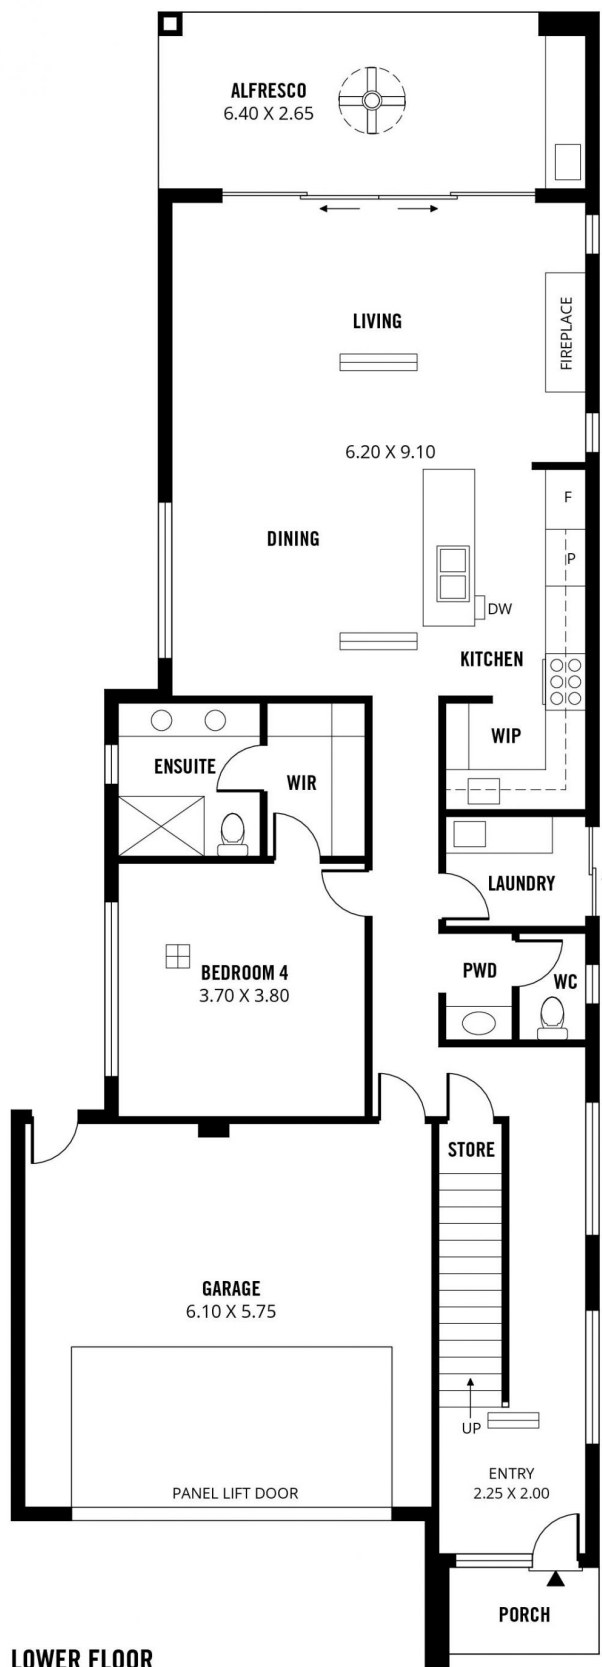 ALFRESCO
6.40 X 2.65
LIVING
FIREPLACE
6.20 X 9.10
F
DINING
P
DW
KITCHEN
WIP
ENSUITE
WIR
LAUNDRY
PWD
WC
BEDROOM 4
3.70 X 3.80
STORE
GARAGE
6.10 X 5.75
UP
ENTRY
2.25 X 2.00
PANEL LIFT DOOR
PORCH
LOWER FLOOR